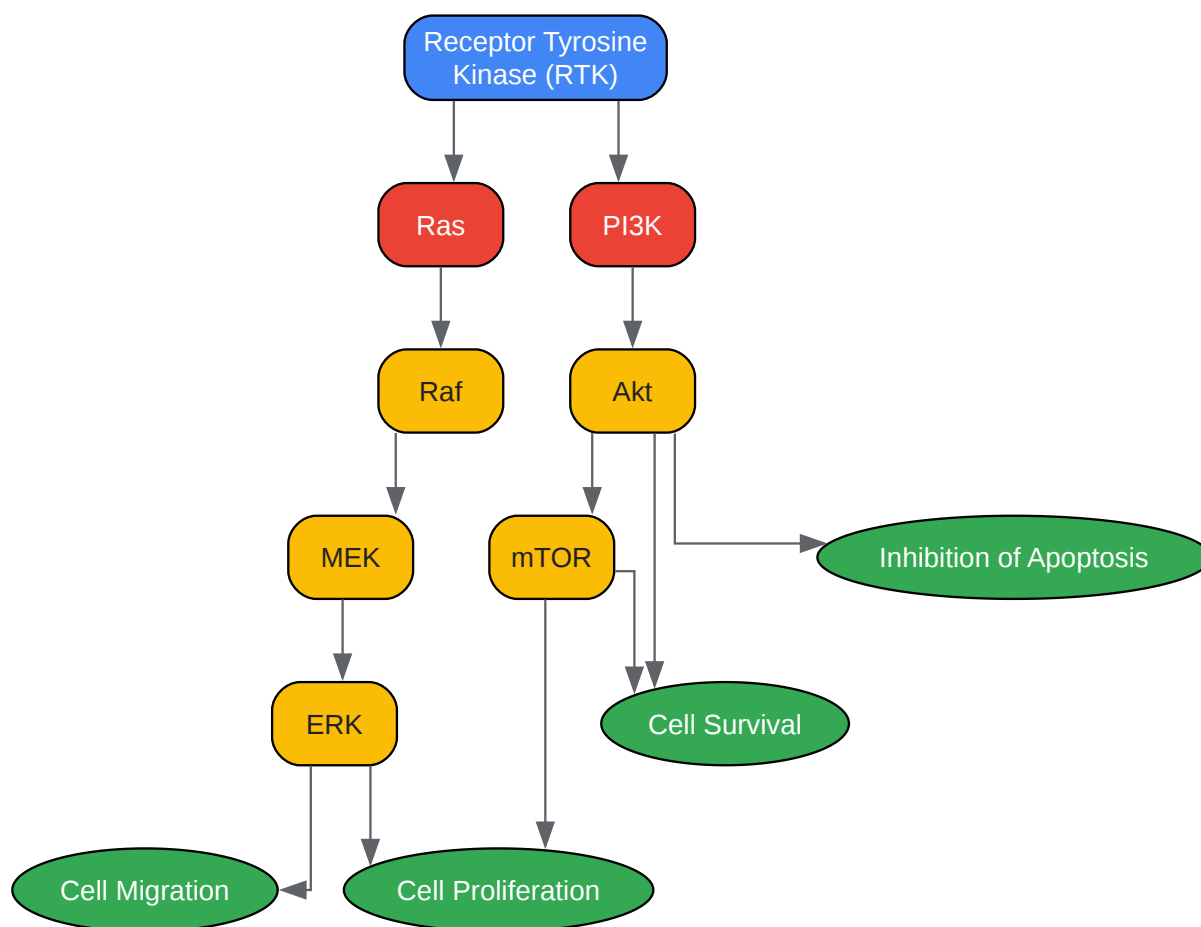 Receptor Tyrosine
Kinase (RTK)
Ras
PI3K
Raf
Akt
MEK
mTOR
Inhibition of Apoptosis
ERK
Cell Survival
Cell Migration
Cell Proliferation